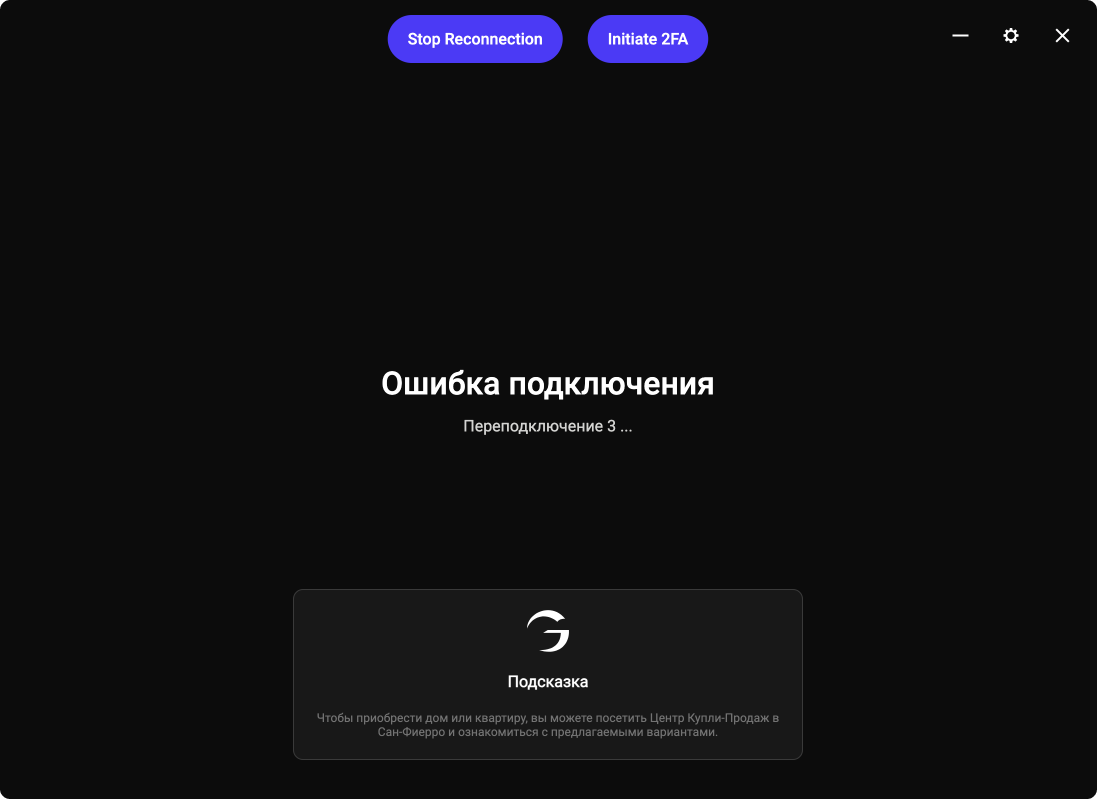 Stop Reconnection
Initiate 2FA
Ошибка подключения
Переподключение 3 ...
Подсказка
Чтобы приобрести дом или квартиру, вы можете посетить Центр Купли-Продаж в
Сан-Фиерро и ознакомиться с предлагаемыми вариантами.